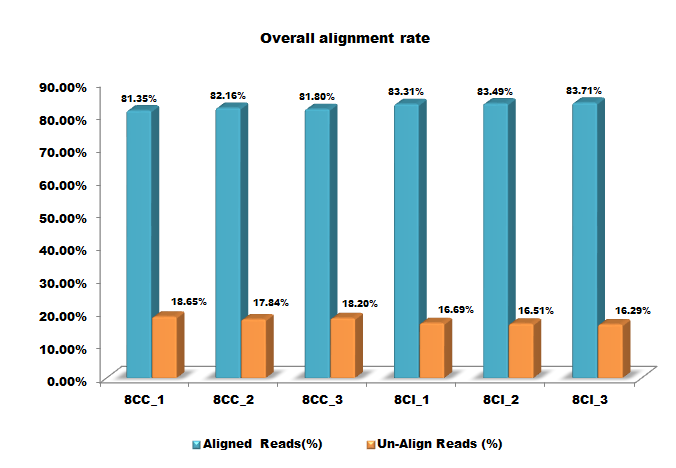 Overall alignment rate
90.00%
80.00%
70.00%
60.00%
50.00%
40.00%
30.00%
20.00%
10.00%
0.00%
81.35%
82.16%
81.80%
83.31%
83.49%
83.71%
18.65%
17.84%
18.20%
16.69%
16.51%
16.29%
8CC_1
8CC_2
8CC_3
8CI_1
8CI_2
8CI_3
Aligned Reads(%)
Un-Align Reads (%)